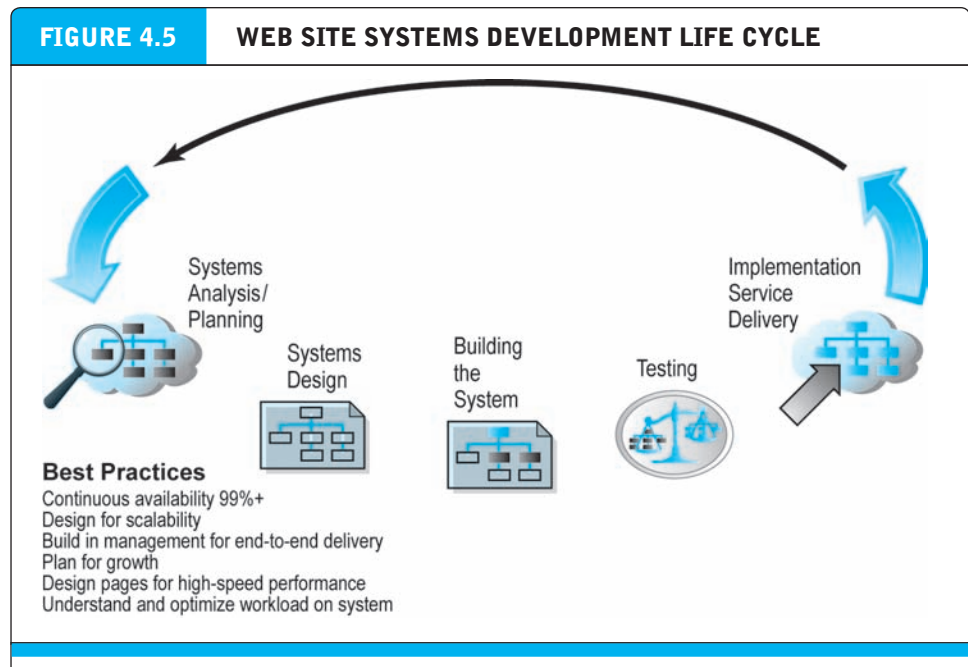 FIGURE 4.5 WEB SITE SYSTEMS DEVELOPMENT LIFE CYCLE
Systems
Analysis/
Planning
Systems
Design
Building
the
System
Testing
Implementation
Service
Delivery
Best Practices
Continuous availability 99%+
Design for scalability
Build in management for end-to-end delivery
Plan for growth
Design pages for high-speed performance
Understand and optimize workload on system